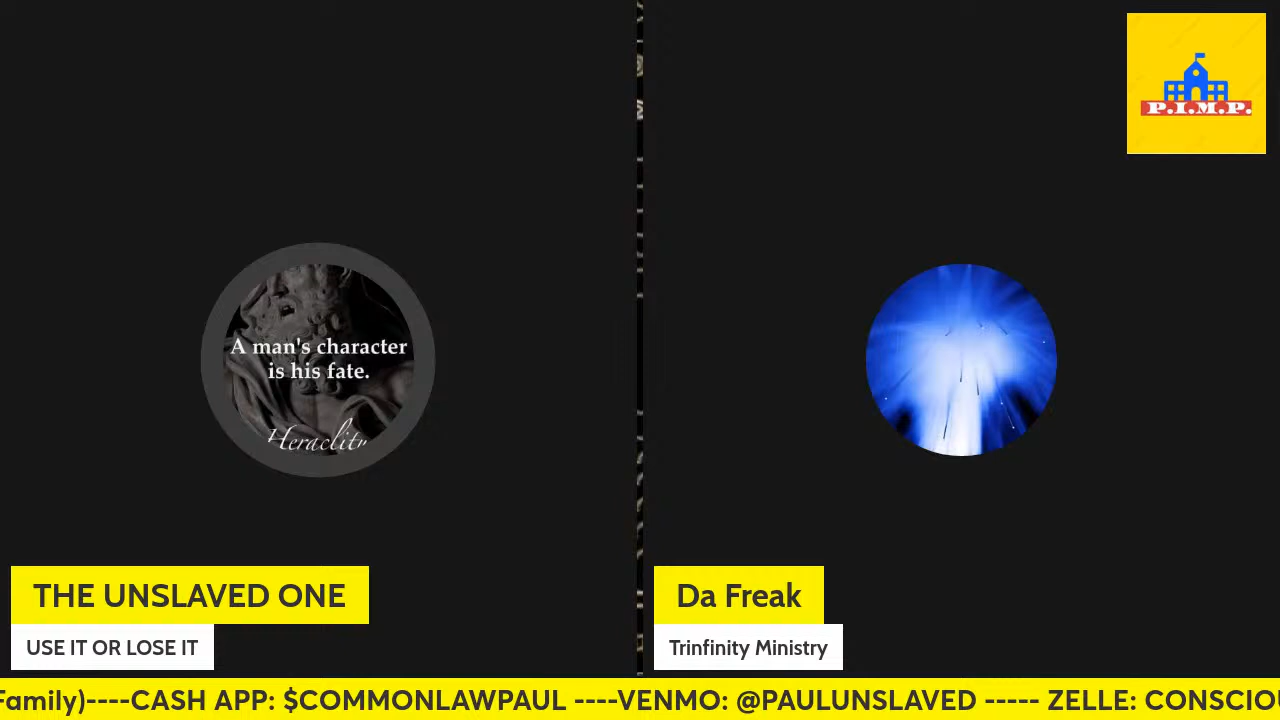 P.I.M.P.
A man's character
is his fate.
THE UNSLAVED ONE
USE IT OR LOSE IT
Da Freak
Trinfinity Ministry
Family)----CASH APP: $COMMONLAWPAUL ----VENMO: @PAULUNSLAVED ----- ZELLE: